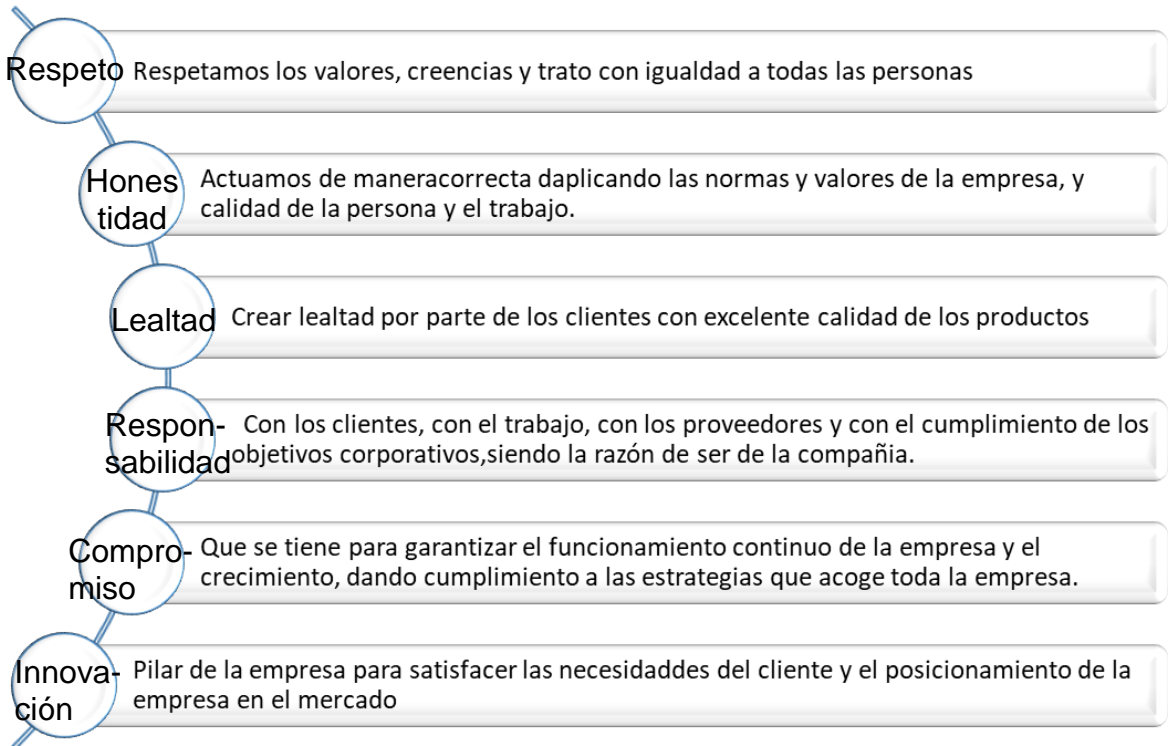 Respeto
Respetamos los valores, creencias y trato con igualdad a todas las personas
Hones
tidad
Actuamos de maneracorrecta daplicando las normas y valores de la empresa, y
calidad de la persona y el trabajo.
Lealtad
Crear lealtad por parte de los clientes con excelente calidad de los productos
Respon-
sabilidad
Con los clientes, con el trabajo, con los proveedores y con el cumplimiento de los
objetivos corporativos,siendo la razón de ser de la compañia.
Compro-
miso
Que se tiene para garantizar el funcionamiento continuo de la empresa y el
crecimiento, dando cumplimiento a las estrategias que acoge toda la empresa.
Innova-
ción
Pilar de la empresa para satisfacer las necesidaddes del cliente y el posicionamiento de la
empresa en el mercado